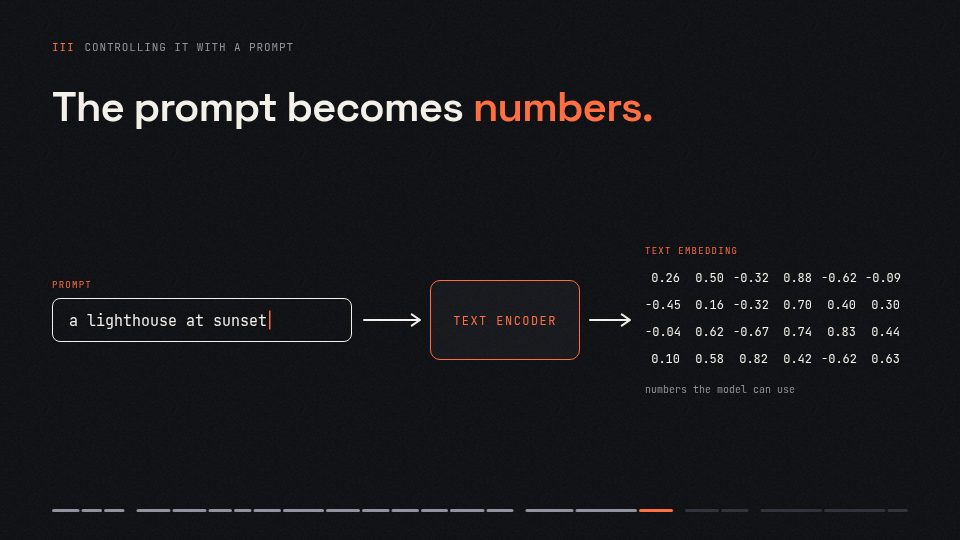 III CONTROLLING IT WITH A PROMPT
The prompt becomes numbers.
PROMPT
a lighthouse at sunset
TEXT ENCODER
TEXT EMBEDDING
0.26 0.50 -0.32 0.88 -0.62 -0.09
-0.45 0.16 -0.32 0.70 0.40 0.30
-0.04 0.62 -0.67 0.74 0.83 0.44
0.10 0.58 0.82 0.42 -0.62 0.63
numbers the model can use